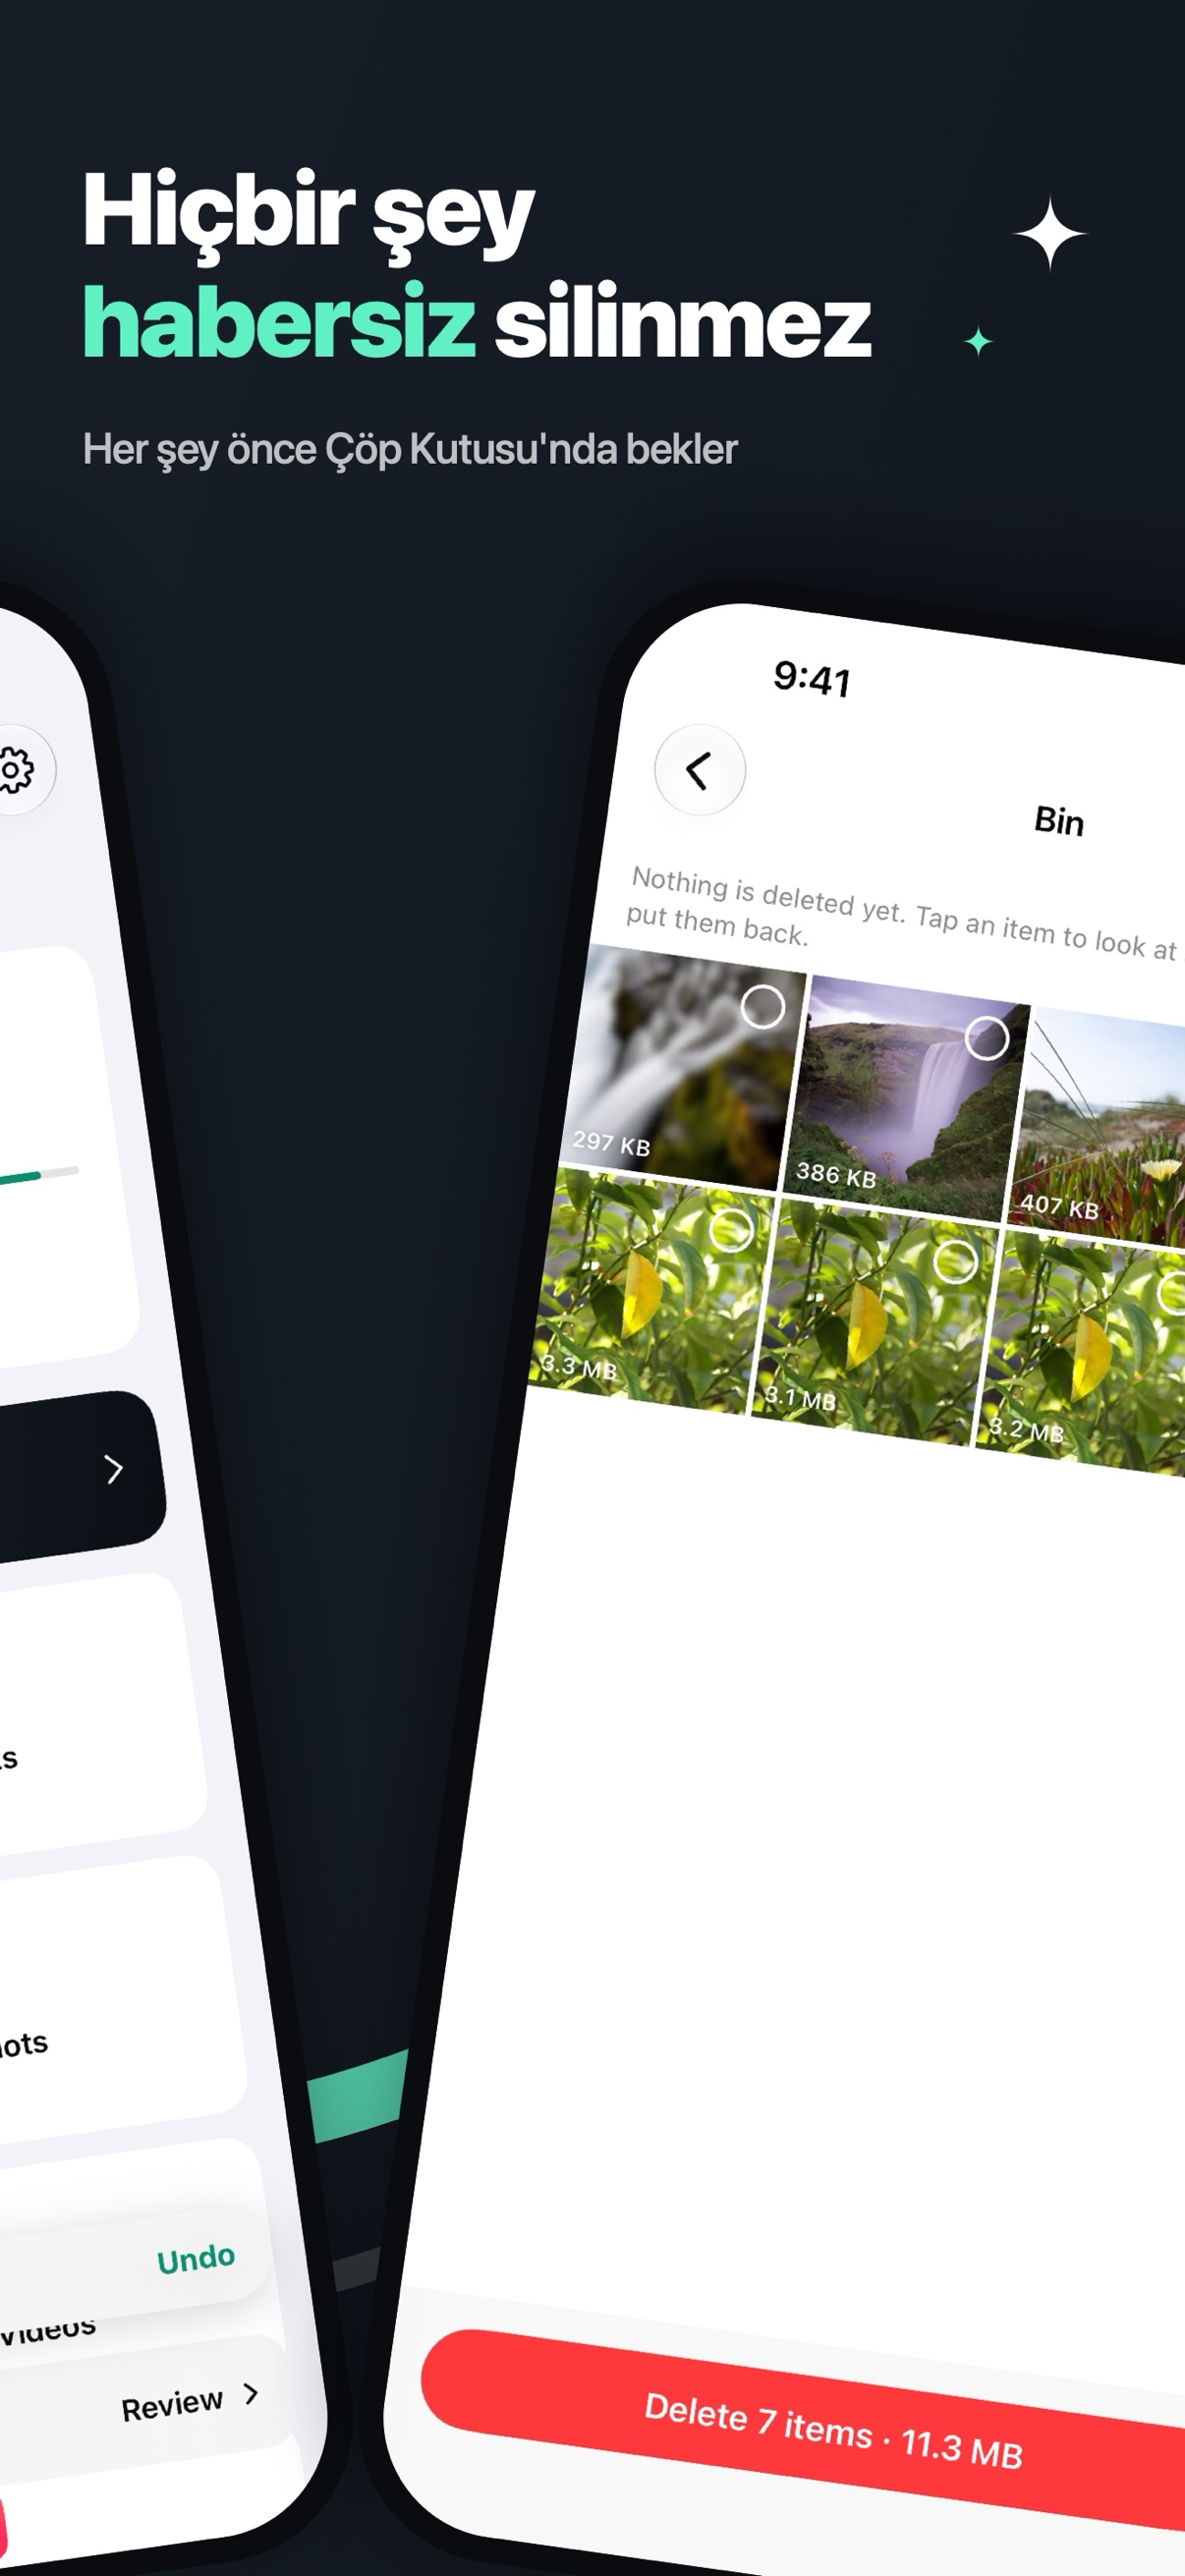 Hiçbir şey
habersiz silinmez
Her şey önce Çöp Kutusu'nda bekler
9:41
Bin
Nothing is deleted yet. Tap an item to look at
put them back.
297 KB
386 KB
407 KB
3.3 MB
3.1 MB
3.2 MB
Undo
Review
Delete 7 items · 11.3 MB